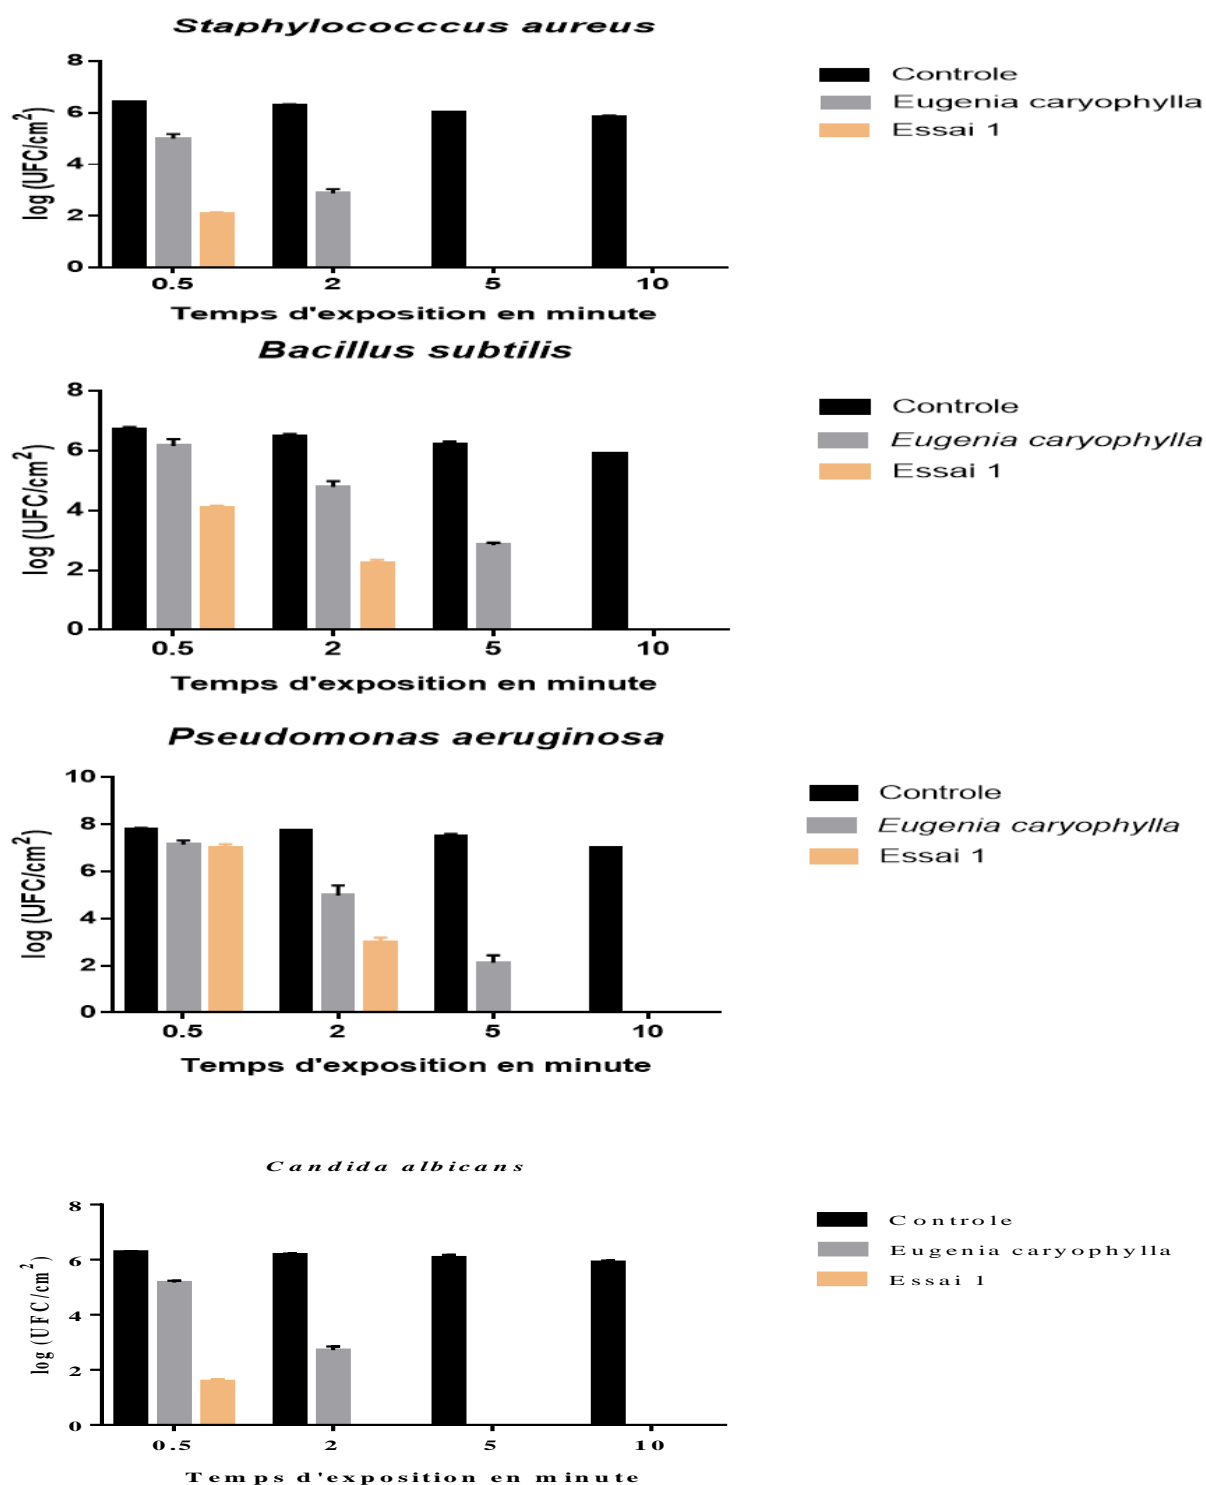 Staphylococccus aureus
log (UFC/cm2)
8
6
4
2
0
0.5 2 5 10
Temps d'exposition en minute
Controle
Eugenia caryophylla
Essai 1
Bacillus subtilis
log (UFC/cm2)
8
6
4
2
0
0.5 2 5 10
Temps d'exposition en minute
Controle
Eugenia caryophylla
Essai 1
Pseudomonas aeruginosa
log (UFC/cm2)
10
8
6
4
2
0
0.5 2 5 10
Temps d'exposition en minute
Controle
Eugenia caryophylla
Essai 1
Candida albicans
log (UFC/cm2)
8
6
4
2
0
0.5 2 5 10
Temps d'exposition en minute
Controle
Eugenia caryophylla
Essai 1